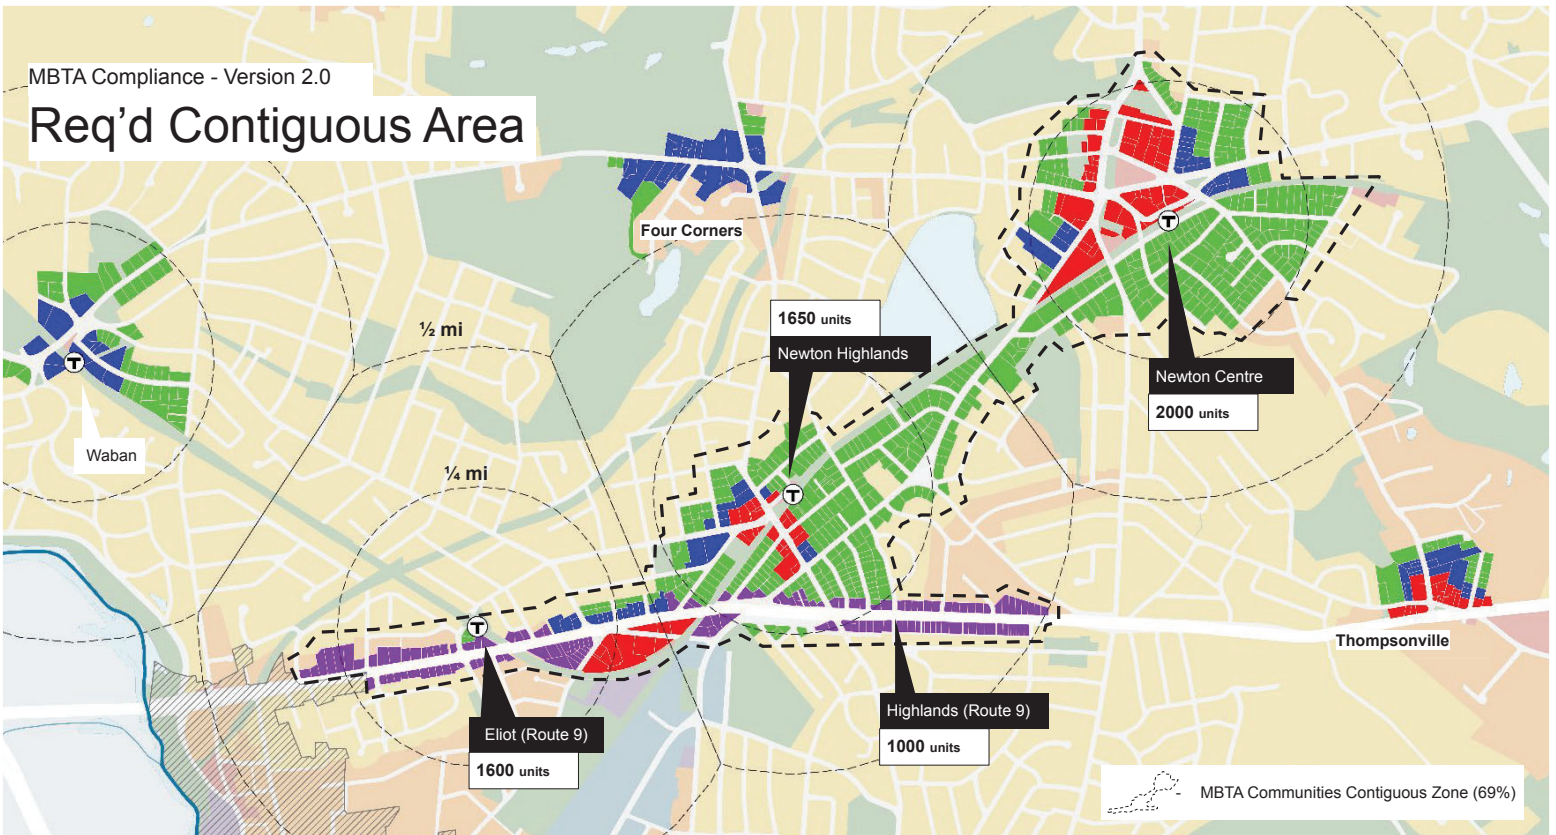 MBTA Compliance - Version 2.0
Req'd Contiguous Area
Four Corners
½ mi
1650 units
Newton Highlands
Newton Centre
2000 units
Waban
¼ mi
Thompsonville
Highlands (Route 9)
1000 units
Eliot (Route 9)
1600 units
MBTA Communities Contiguous Zone (69%)
T
T
T
T